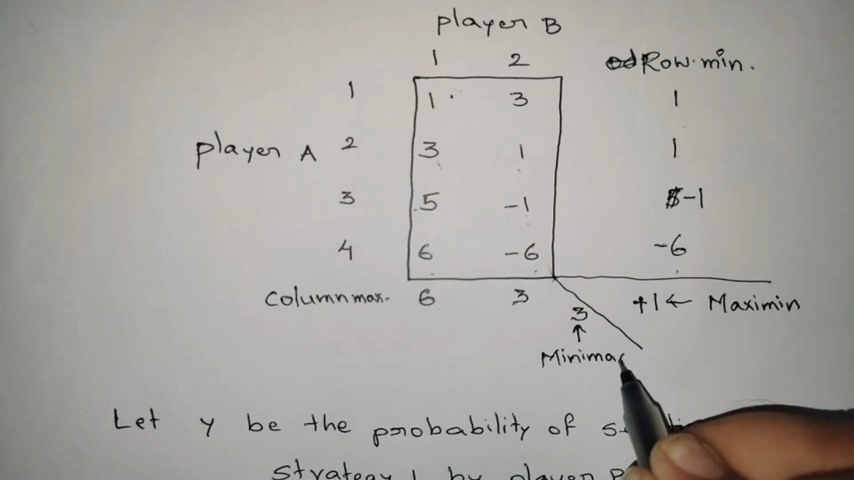 player B
1 2 Row.min.
1 1 3 1
player A 2 3 1 1
3 5 -1 -1
4 6 -6 -6
Column max. 6 3 +1 ← Maximin
3
↑
Minimax
Let y be the probability of
strategy 1 by player